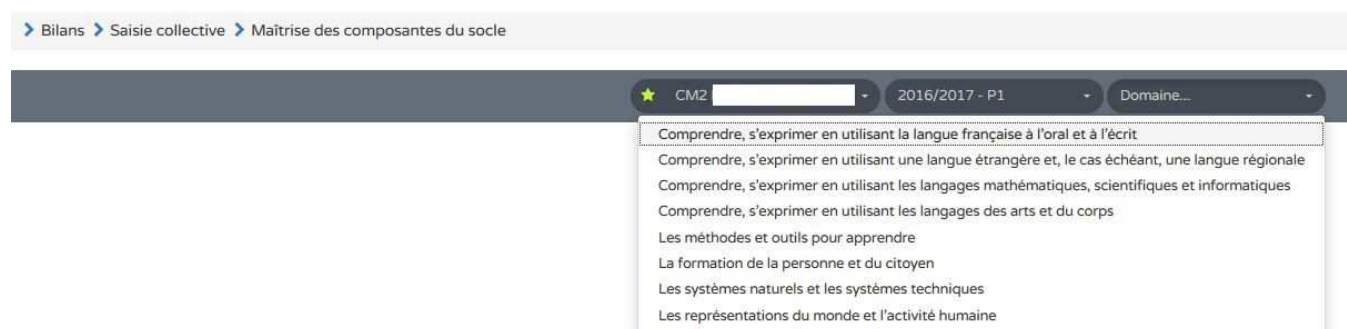 Bilans Saisie collective Maîtrise des composantes du socle
CM2 2016/2017 - P1 Domaine...
Comprendre, s'exprimer en utilisant la langue française à l'oral et à l'écrit
Comprendre, s'exprimer en utilisant une langue étrangère et, le cas échéant, une langue régionale
Comprendre, s'exprimer en utilisant les langages mathématiques, scientifiques et informatiques
Comprendre, s'exprimer en utilisant les langages des arts et du corps
Les méthodes et outils pour apprendre
La formation de la personne et du citoyen
Les systèmes naturels et les systèmes techniques
Les représentations du monde et l'activité humaine